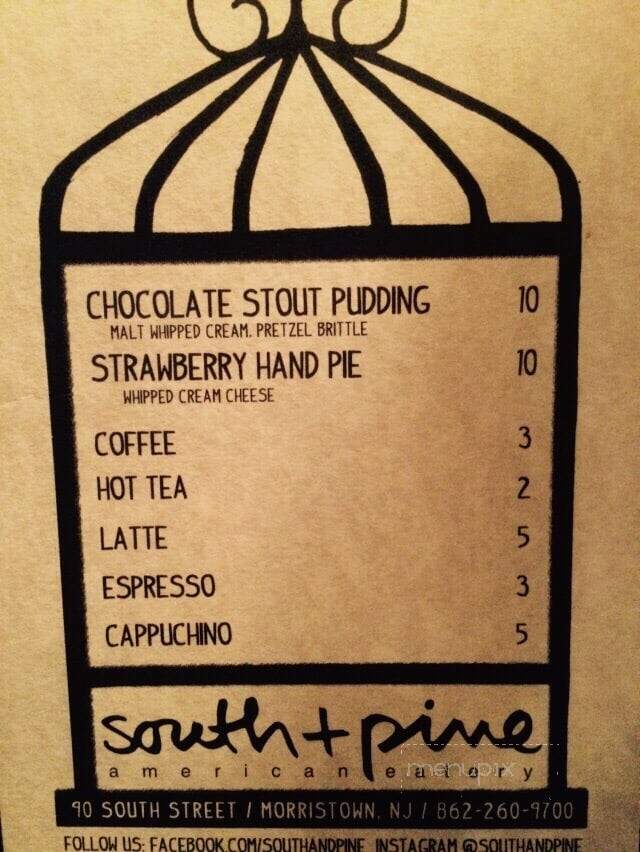 CHOCOLATE STOUT PUDDING 10
MALT WHIPPED CREAM, PRETZEL BRITTLE
STRAWBERRY HAND PIE 10
WHIPPED CREAM CHEESE
COFFEE 3
HOT TEA 2
LATTE 5
ESPRESSO 3
CAPPUCHINO 5
south + pine
american eatery
menupix
90 SOUTH STREET / MORRISTOWN, NJ / 862-260-9700
FOLLOW US: FACEBOOK.COM/SOUTHANDPINE INSTAGRAM @SOUTHANDPINE